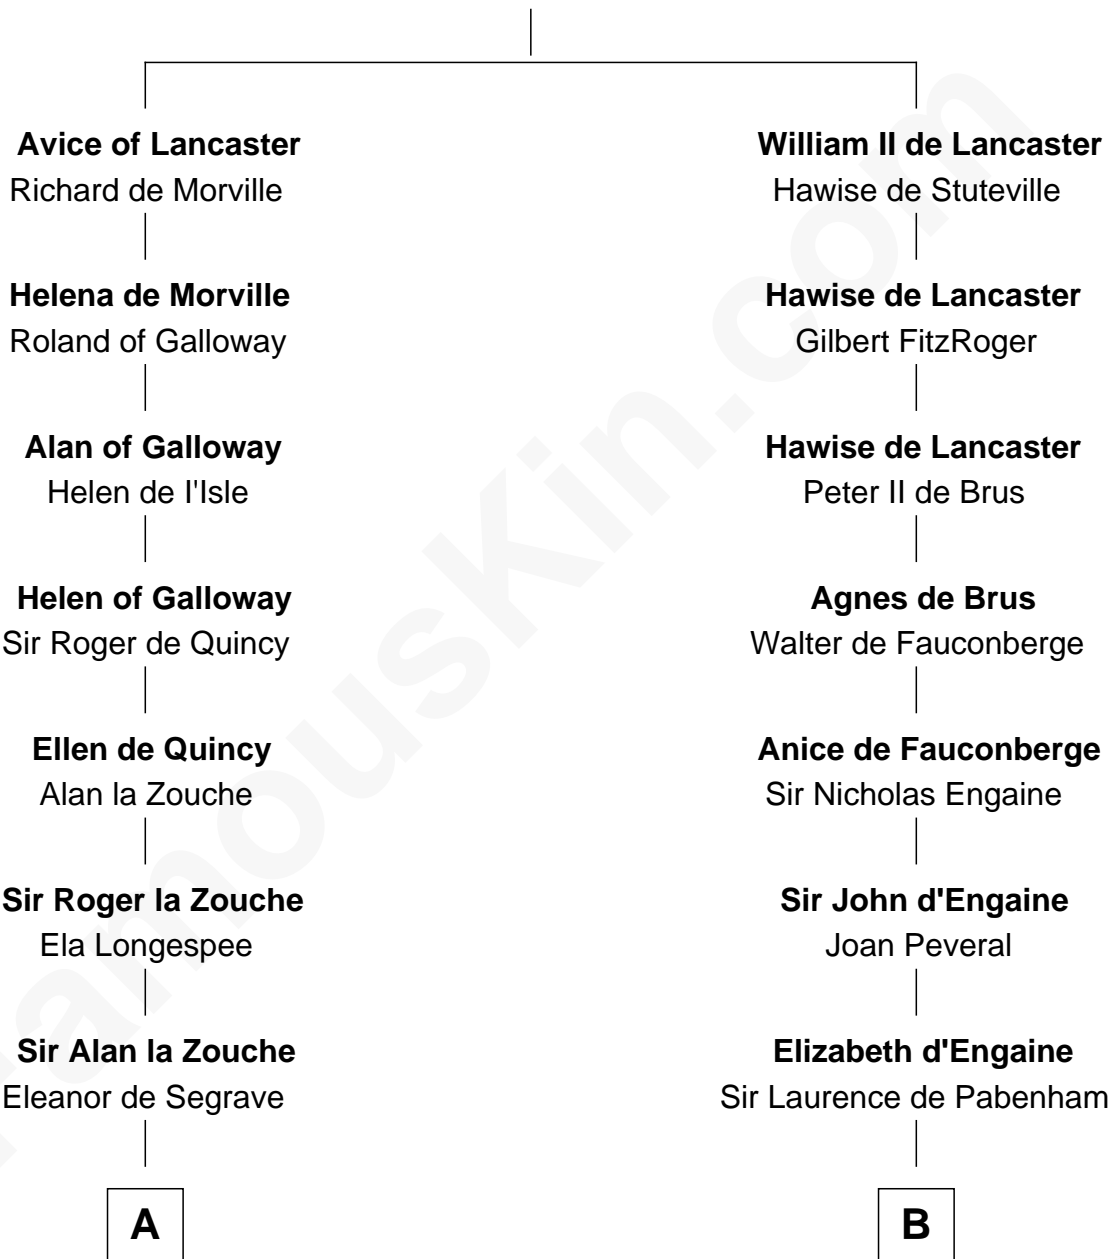 Avice of Lancaster
Richard de Morville
Helena de Morville
Roland of Galloway
Alan of Galloway
Helen de l'Isle
Helen of Galloway
Sir Roger de Quincy
Ellen de Quincy
Alan la Zouche
Sir Roger la Zouche
Ela Longespee
Sir Alan la Zouche
Eleanor de Segrave
A
William II de Lancaster
Hawise de Stuteville
Hawise de Lancaster
Gilbert FitzRoger
Hawise de Lancaster
Peter II de Brus
Agnes de Brus
Walter de Fauconberge
Anice de Fauconberge
Sir Nicholas Engaine
Sir John d'Engaine
Joan Peveral
Elizabeth d'Engaine
Sir Laurence de Pabenham
B
FamousKin.com